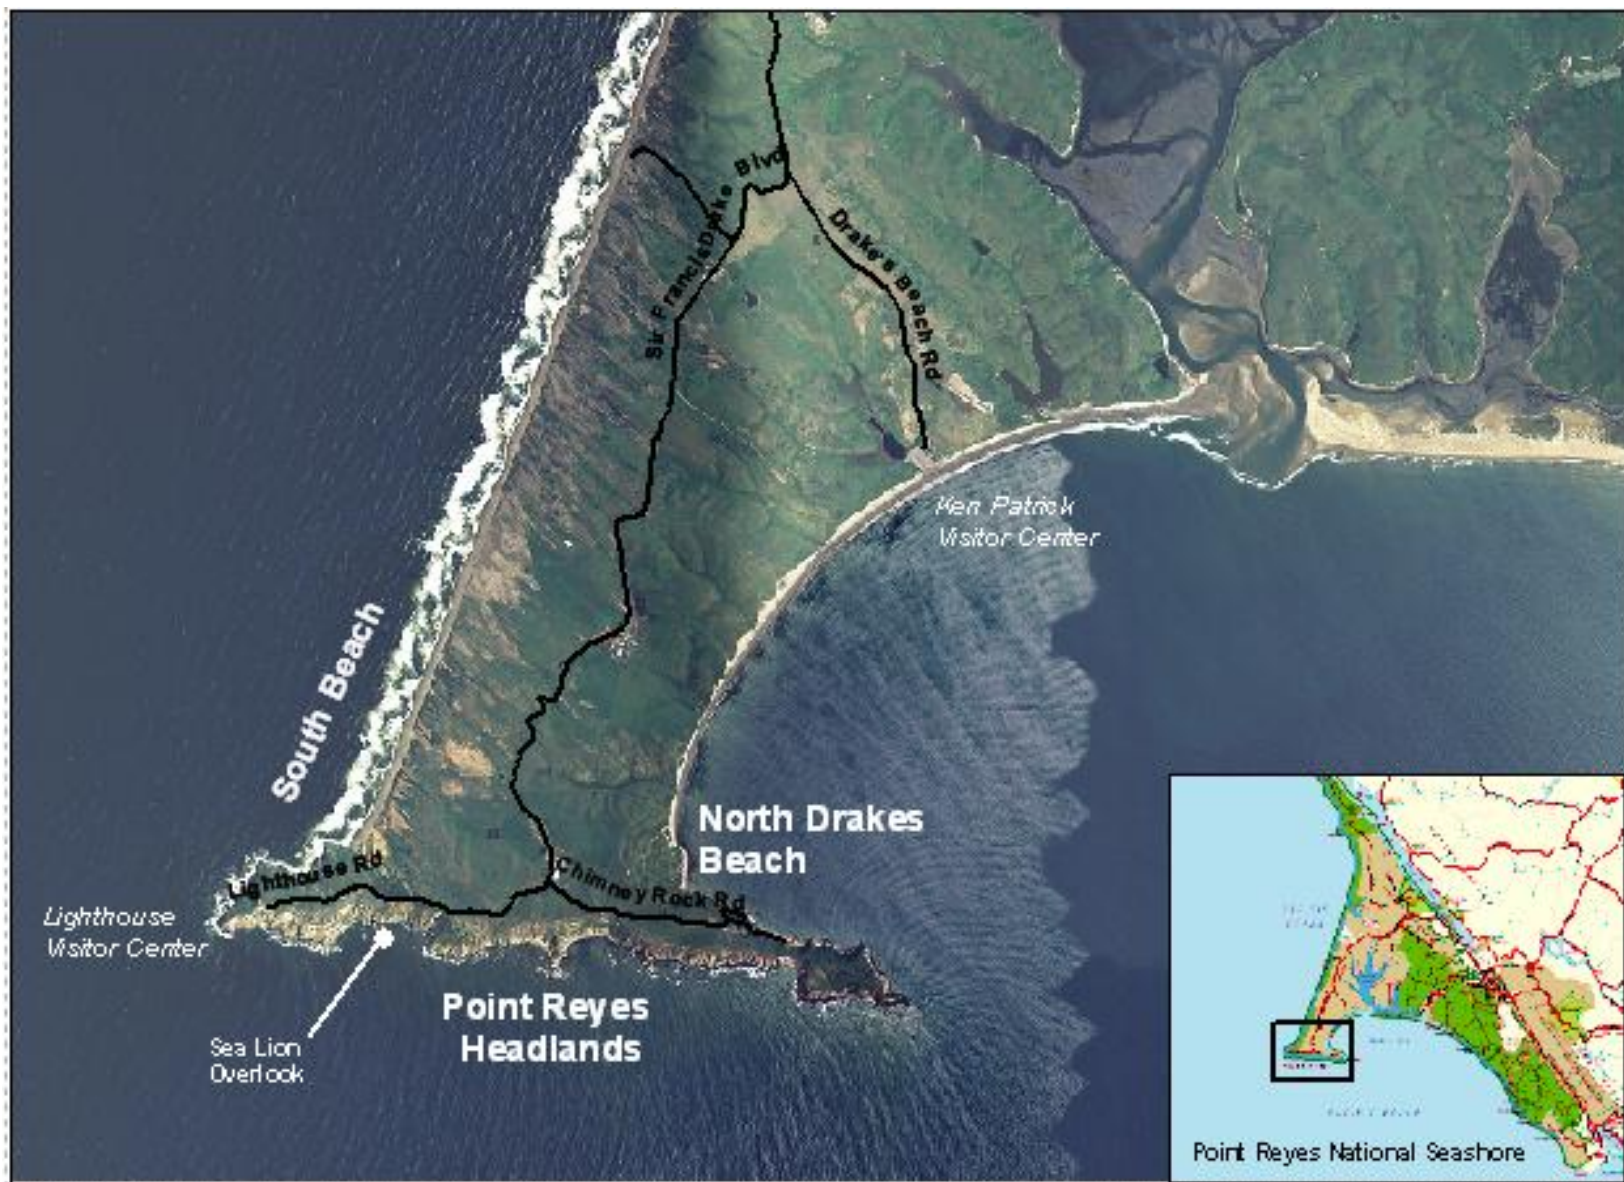 Sir Francis Drake Blvd
Drake's Beach Rd
Ken Patrick
Visitor Center
South Beach
North Drakes
Beach
Lighthouse Rd
Chimney Rock Rd
Lighthouse
Visitor Center
Point Reyes
Headlands
Sea Lion
Overlook
Point Reyes National Seashore